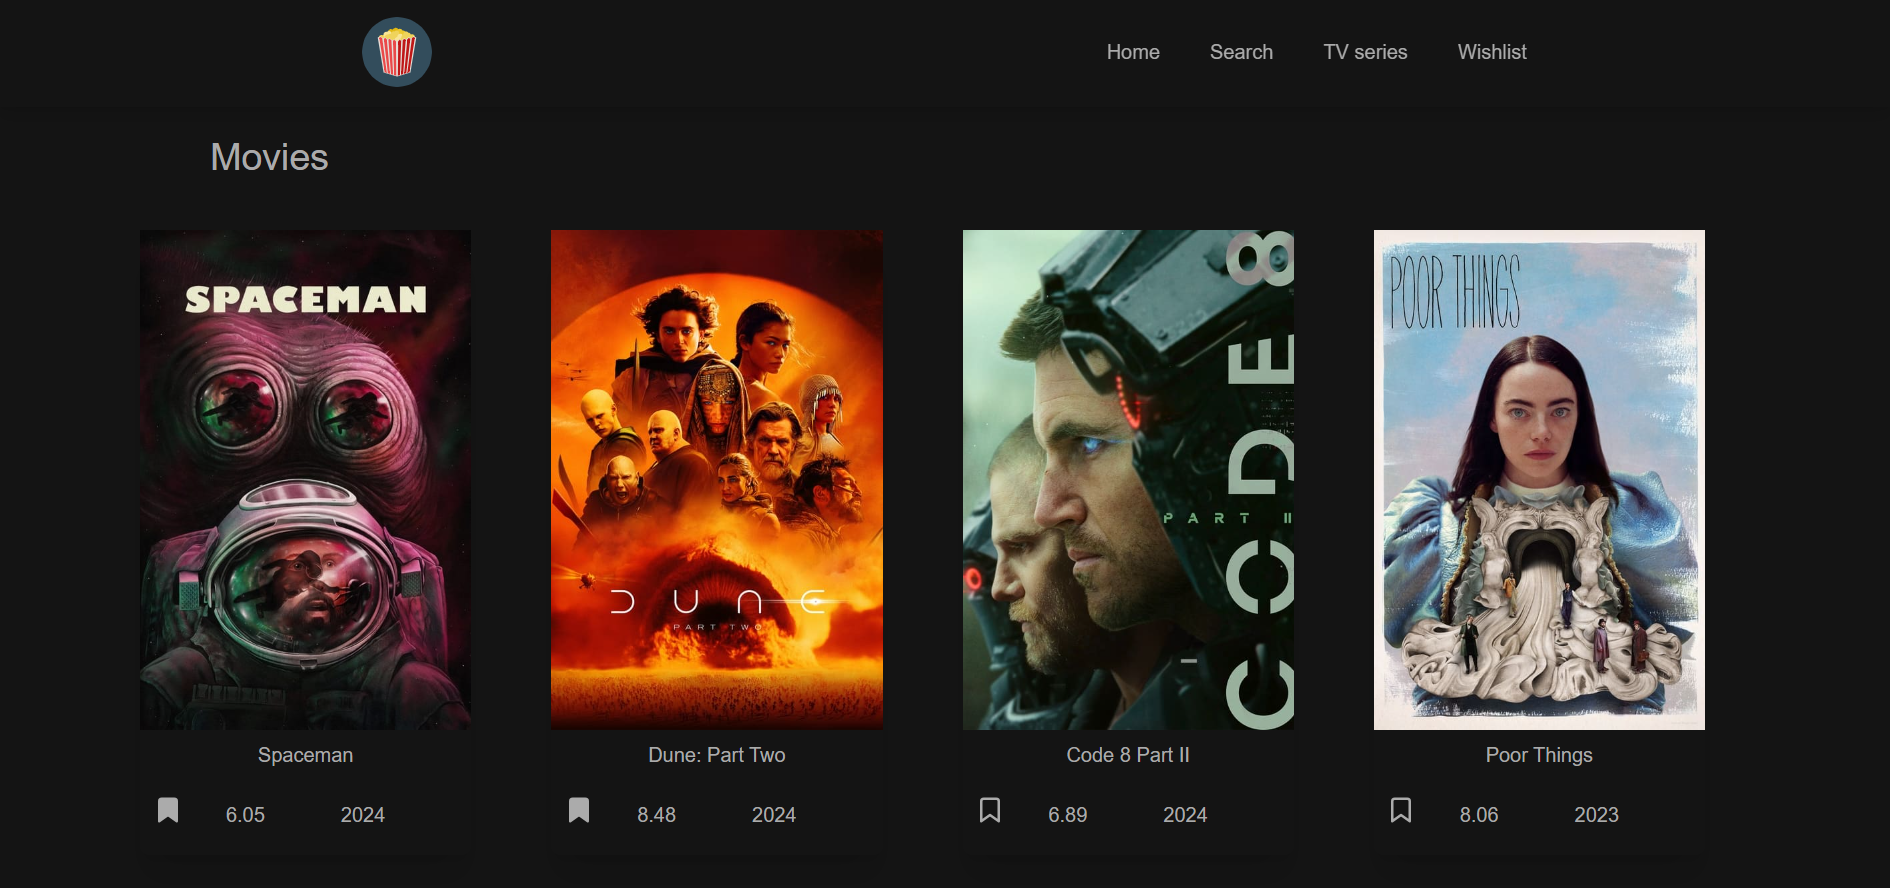 Home Search TV series Wishlist
Movies
SPACEMAN
DUNE
PART TWO
CODE 8
PART II
POOR THINGS
Spaceman
Dune: Part Two
Code 8 Part II
Poor Things
6.05 2024
8.48 2024
6.89 2024
8.06 2023